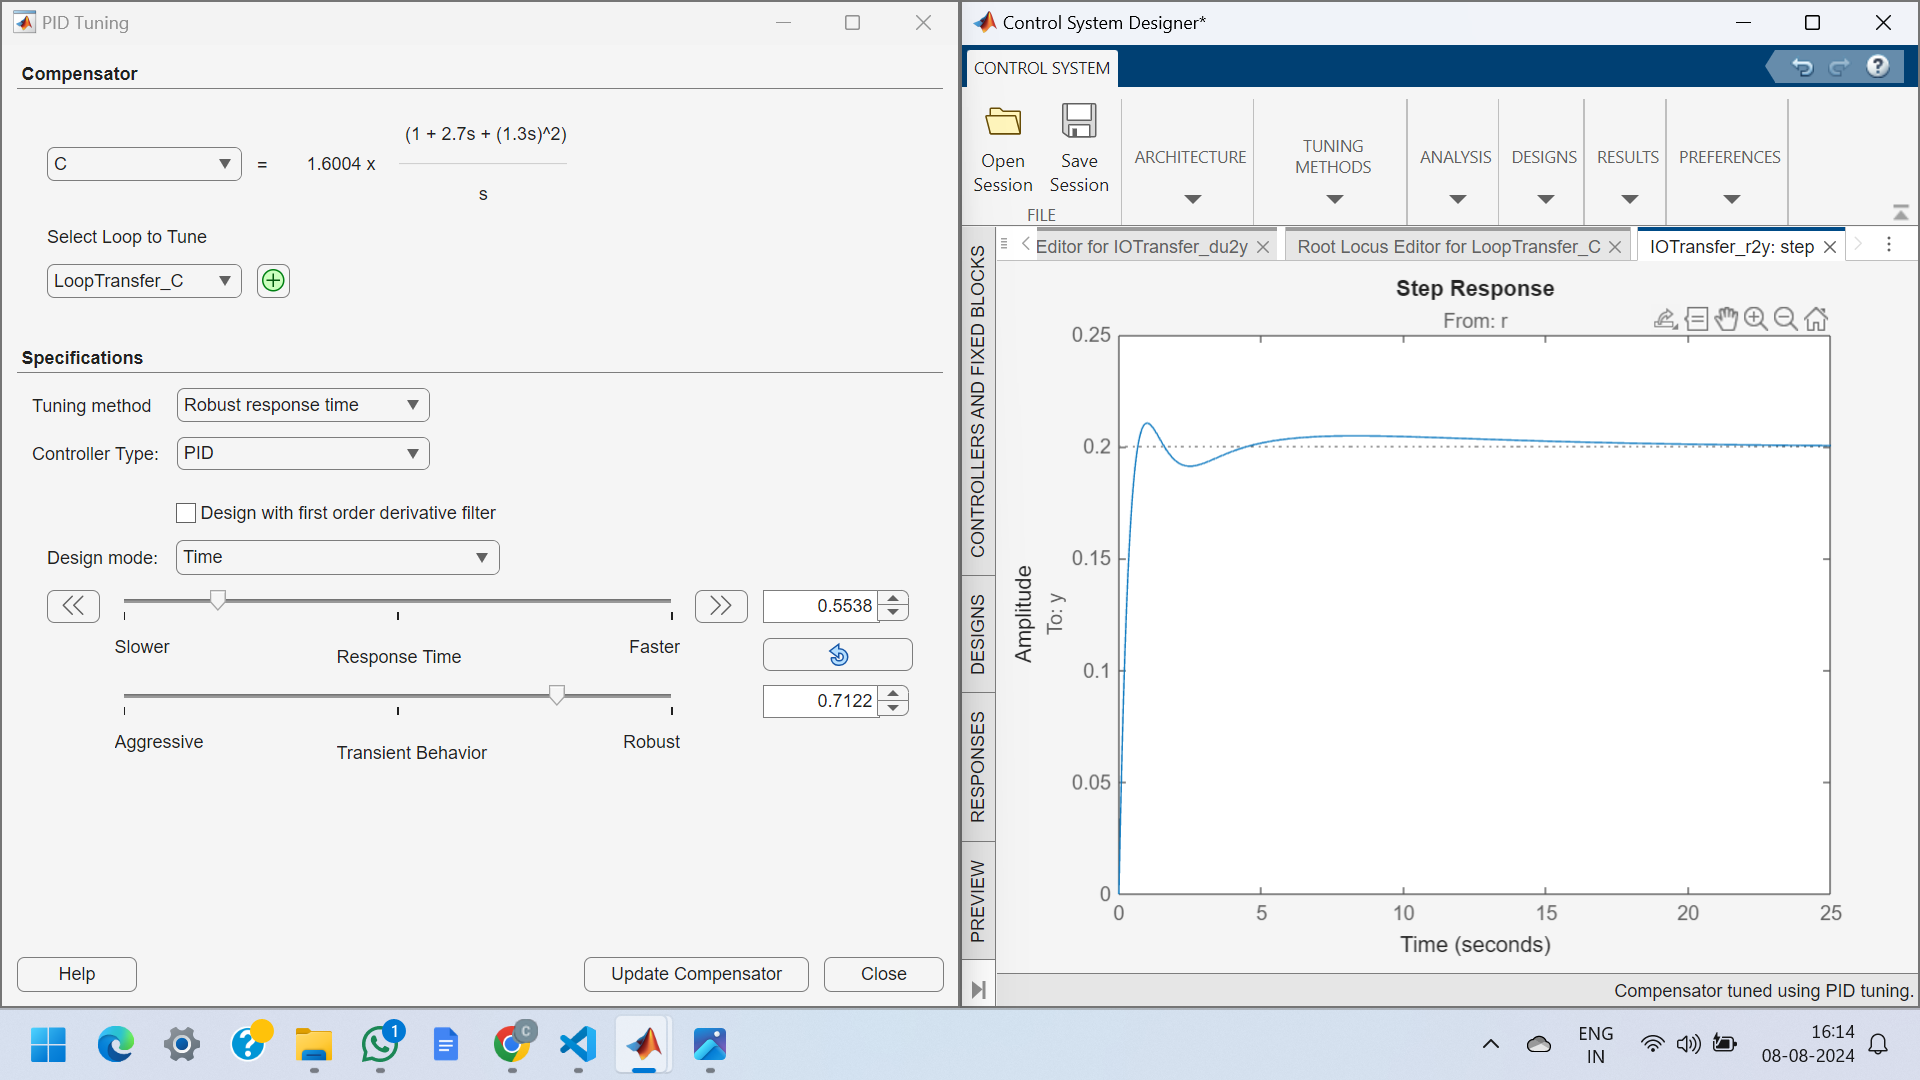 PID Tuning
Compensator
C
=
1.6004 x
(1 + 2.7s + (1.3s)^2)
s
Select Loop to Tune
LoopTransfer_C
Specifications
Tuning method
Robust response time
Controller Type:
PID
Design with first order derivative filter
Design mode:
Time
0.5538
Slower
Response Time
Faster
0.7122
Aggressive
Transient Behavior
Robust
Help
Update Compensator
Close
Control System Designer*
CONTROL SYSTEM
?
Open
Session
Save
Session
FILE
ARCHITECTURE
TUNING
METHODS
ANALYSIS
DESIGNS
RESULTS
PREFERENCES
CONTROLLERS AND FIXED BLOCKS
DESIGNS
RESPONSES
PREVIEW
Editor for IOTransfer_du2y
Root Locus Editor for LoopTransfer_C
IOTransfer_r2y: step
Step Response
From: r
0.25
0.2
0.15
0.1
0.05
0
Amplitude
To: y
0
5
10
15
20
25
Time (seconds)
Compensator tuned using PID tuning.
?
1
C
ENG
IN
16:14
08-08-2024